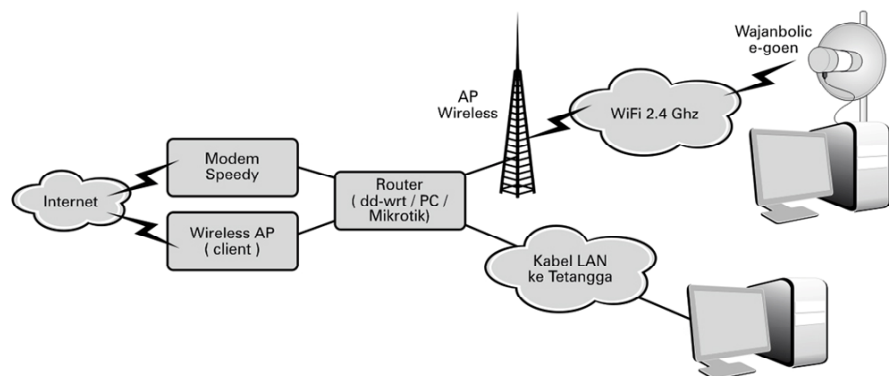 Wajanbolic
e-goen
AP
Wireless
WiFi 2.4 Ghz
Modem
Speedy
Internet
Router
( dd-wrt / PC /
Mikrotik)
Wireless AP
( client )
Kabel LAN
ke Tetangga